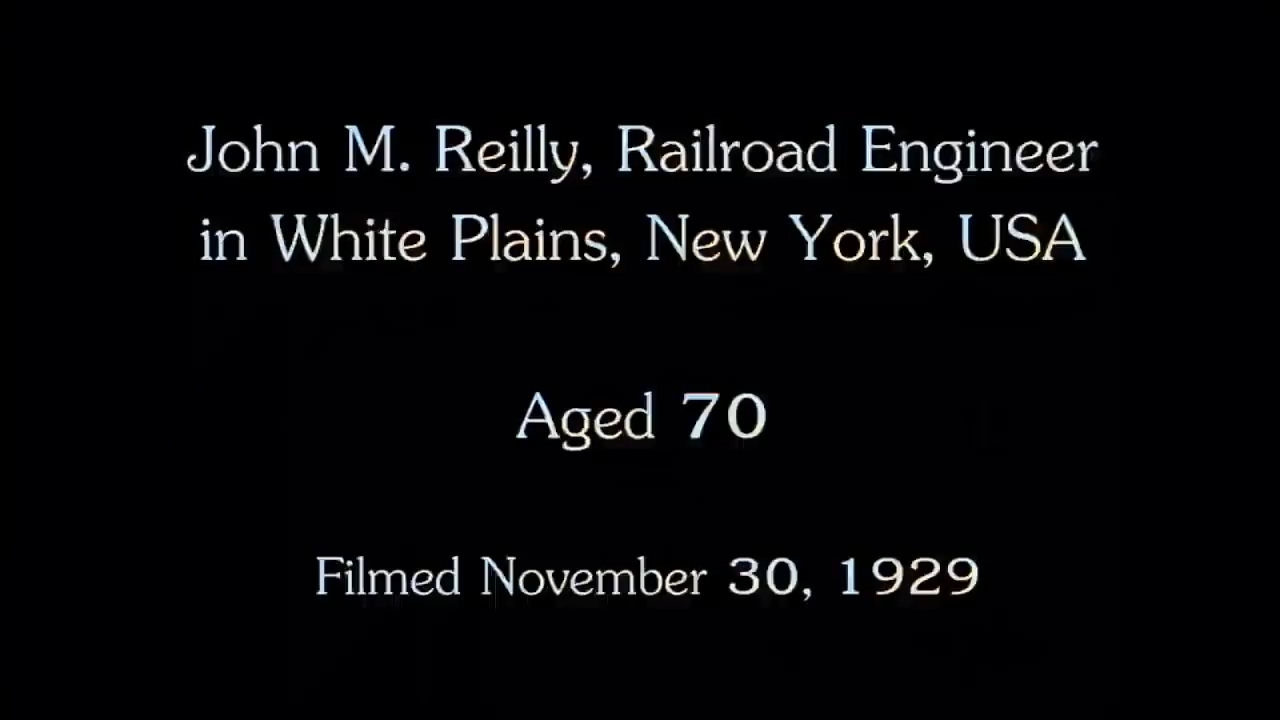 John M. Reilly, Railroad Engineer
in White Plains, New York, USA
Aged 70
Filmed November 30, 1929